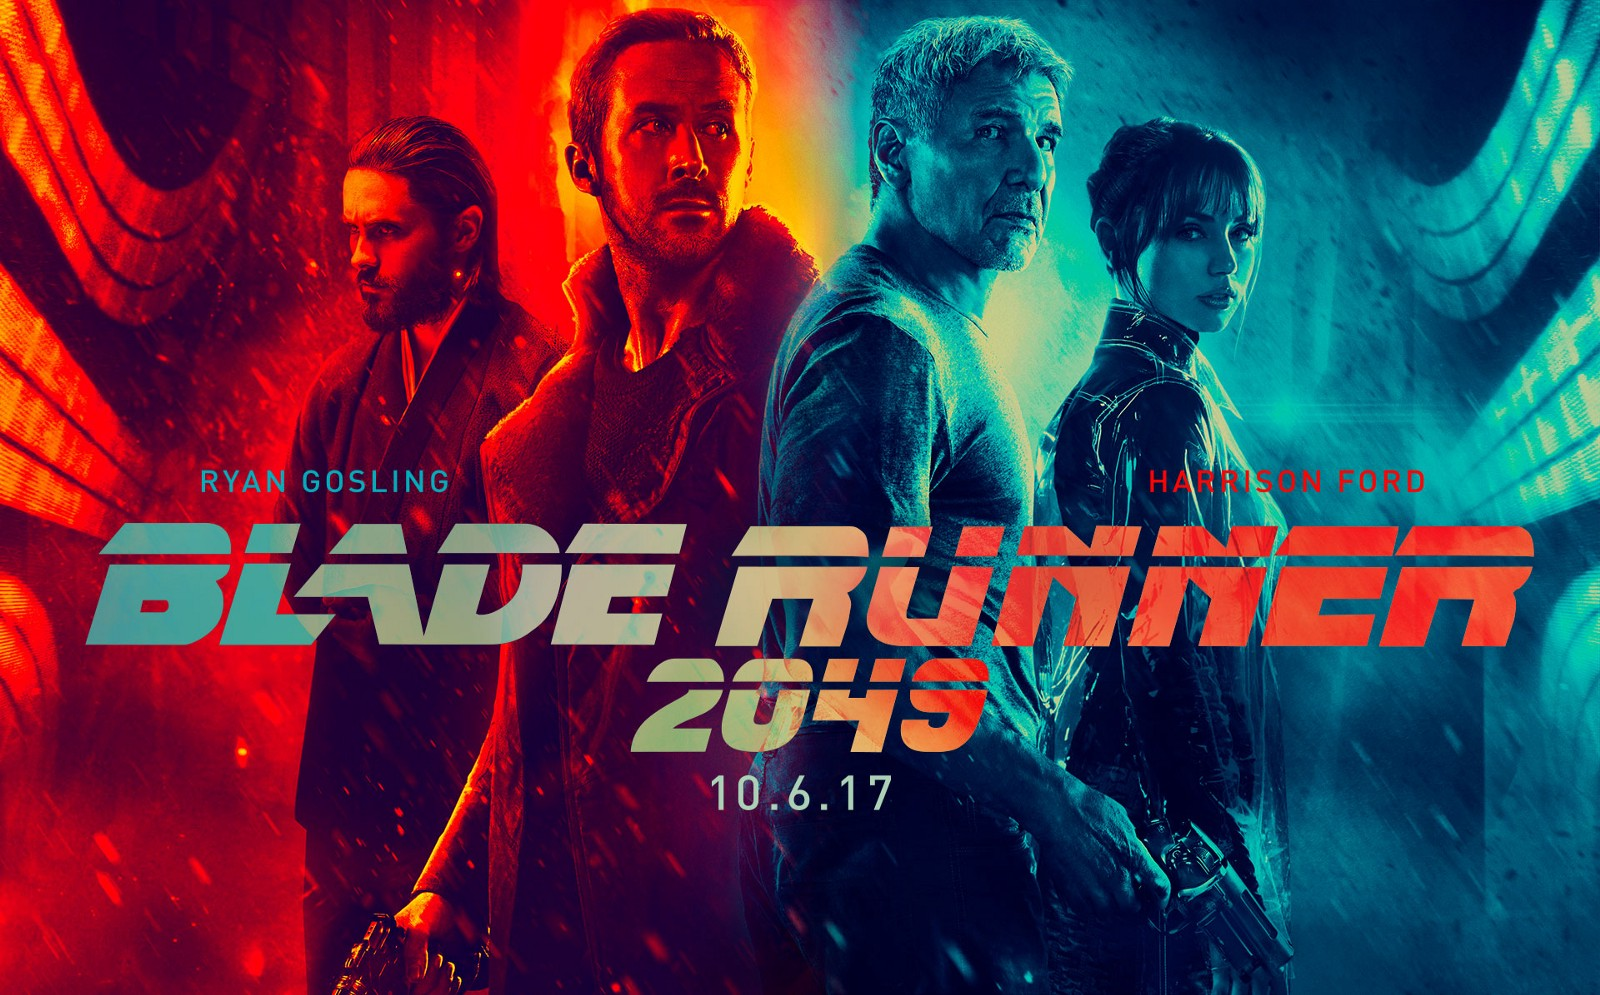 RYAN GOSLING
HARRISON FORD
BLADE RUNNER
2049
10.6.17